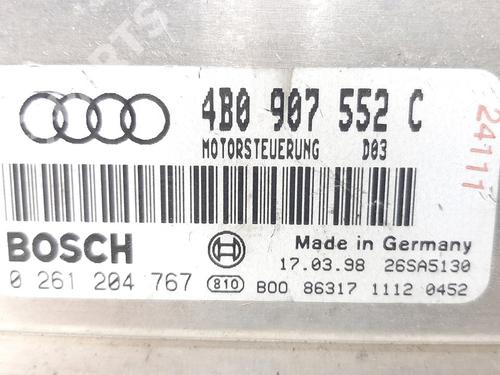 4B0 907 552 C
MOTORSTEUERUNG D03
24111
BOSCH
Made in Germany
17.03.98 26SA5130
0 261 204 767 810 B00 86317 1112 0452